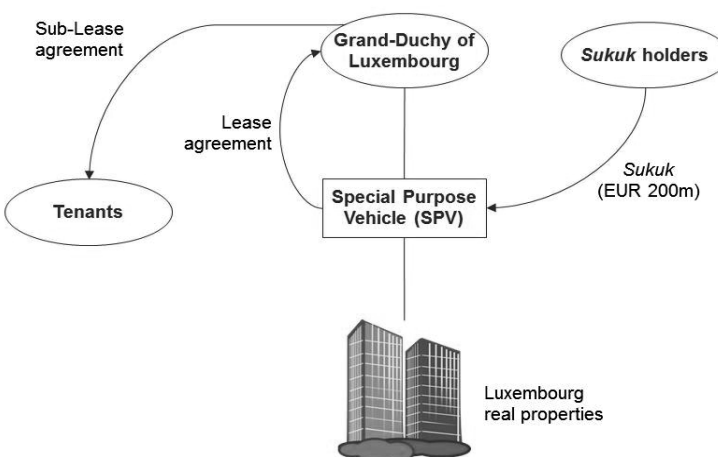 Sub-Lease
agreement
Grand-Duchy of
Luxembourg
Sukuk holders
Lease
agreement
Sukuk
(EUR 200m)
Tenants
Special Purpose
Vehicle (SPV)
Luxembourg
real properties